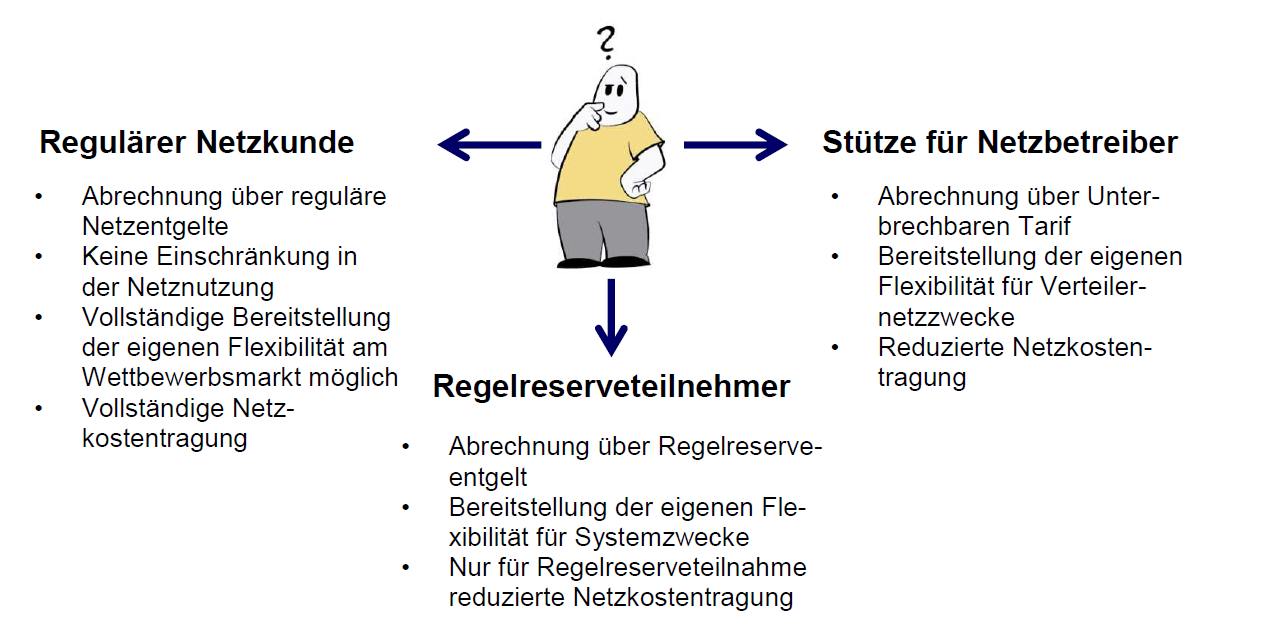 ?
Regulärer Netzkunde
• Abrechnung über reguläre
Netzentgelte
• Keine Einschränkung in
der Netznutzung
• Vollständige Bereitstellung
der eigenen Flexibilität am
Wettbewerbsmarkt möglich
• Vollständige Netz-
kostentragung
Regelreserveteilnehmer
• Abrechnung über Regelreserve-
entgelt
• Bereitstellung der eigenen Fle-
xibilität für Systemzwecke
• Nur für Regelreserveteilnahme
reduzierte Netzkostentragung
Stütze für Netzbetreiber
• Abrechnung über Unter-
brechbaren Tarif
• Bereitstellung der eigenen
Flexibilität für Verteiler-
netzzwecke
• Reduzierte Netzkosten-
tragung